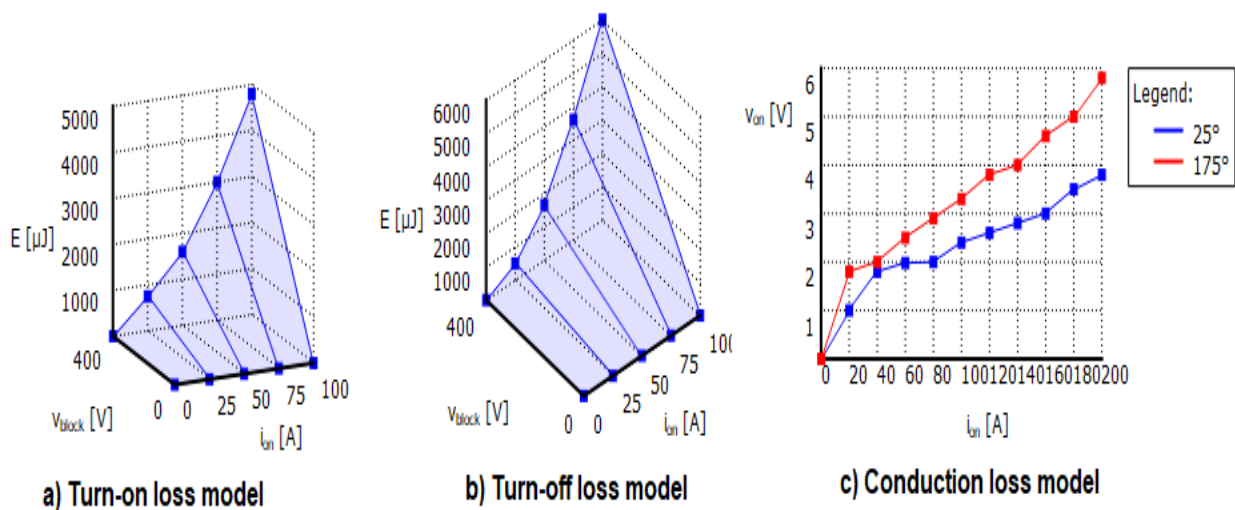 5000
4000
3000
2000
1000
E [µJ]
400
v_block [V]
0 0 25 50 75 100
i_on [A]
a) Turn-on loss model
6000
5000
4000
3000
2000
1000
E [µJ]
400
v_block [V]
0 0 25 50 75 100
i_on [A]
b) Turn-off loss model
6
5
4
3
2
1
v_on [V]
0 20 40 60 80 100120140160180200
i_on [A]
Legend:
25°
175°
c) Conduction loss model